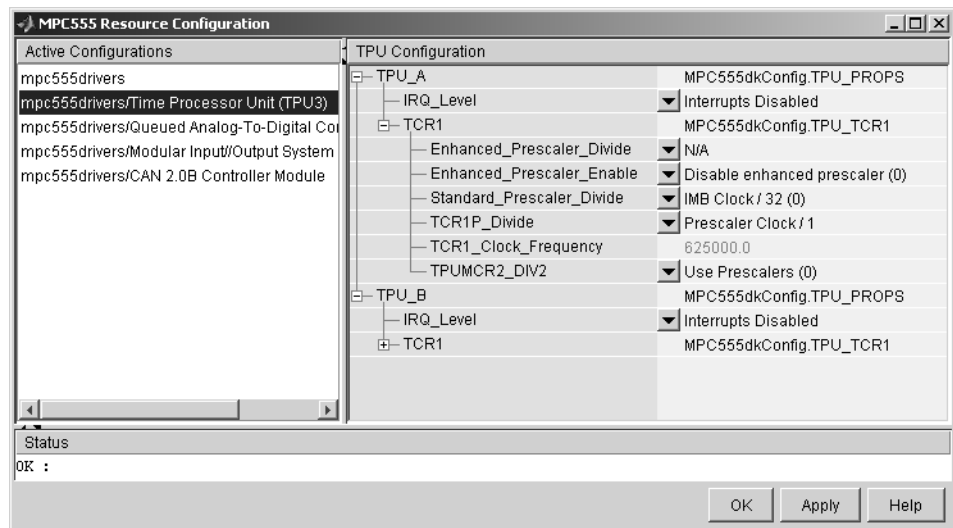 MPC555 Resource Configuration
Active Configurations
mpc555drivers
mpc555drivers/Time Processor Unit (TPU3)
mpc555drivers/Queued Analog-To-Digital Co
mpc555drivers/Modular Input//Output System
mpc555drivers/CAN 2.0B Controller Module
TPU Configuration
TPU_A MPC555dkConfig.TPU_PROPS
IRQ_Level Interrupts Disabled
TCR1 MPC555dkConfig.TPU_TCR1
Enhanced_Prescaler_Divide N/A
Enhanced_Prescaler_Enable Disable enhanced prescaler (0)
Standard_Prescaler_Divide IMB Clock / 32 (0)
TCR1P_Divide Prescaler Clock / 1
TCR1_Clock_Frequency 625000.0
TPUMCR2_DIV2 Use Prescalers (0)
TPU_B MPC555dkConfig.TPU_PROPS
IRQ_Level Interrupts Disabled
TCR1 MPC555dkConfig.TPU_TCR1
Status
OK :
OK Apply Help